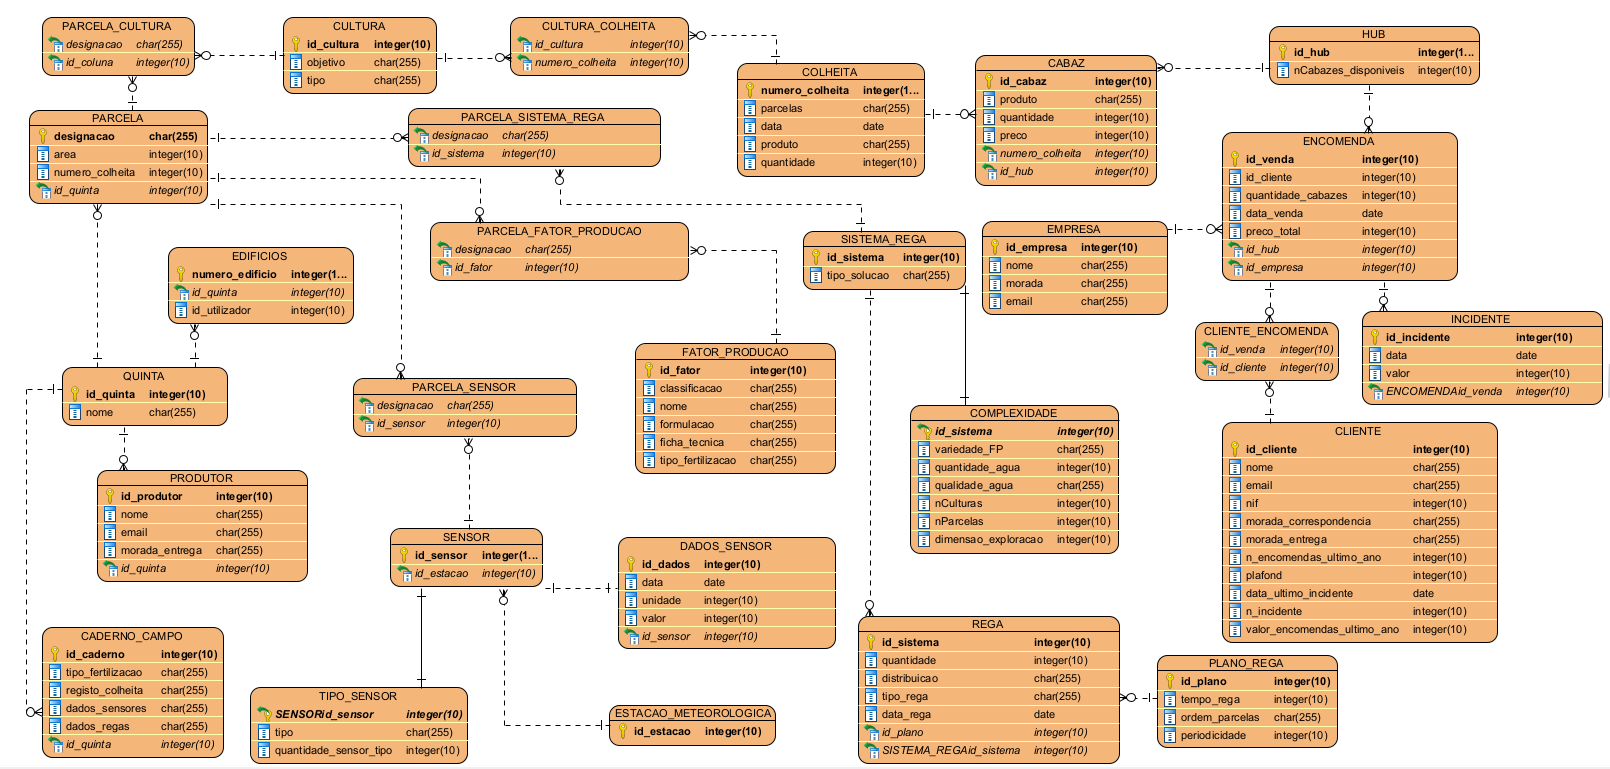 PARCELA_CULTURA
designacao char(255)
id_coluna integer(10)
CULTURA
id_cultura integer(10)
objetivo char(255)
tipo char(255)
CULTURA_COLHEITA
id_cultura integer(10)
numero_colheita integer(10)
COLHEITA
numero_colheita integer(1...
parcelas char(255)
data date
produto char(255)
quantidade integer(10)
CABAZ
id_cabaz integer(10)
produto char(255)
quantidade integer(10)
preco integer(10)
numero_colheita integer(10)
id_hub integer(10)
HUB
id_hub integer(1...
nCabazes_disponiveis integer(10)
PARCELA
designacao char(255)
area integer(10)
numero_colheita integer(10)
id_quinta integer(10)
PARCELA_SISTEMA_REGA
designacao char(255)
id_sistema integer(10)
ENCOMENDA
id_venda integer(10)
id_cliente integer(10)
quantidade_cabazes integer(10)
data_venda date
preco_total integer(10)
id_hub integer(10)
id_empresa integer(10)
PARCELA_FATOR_PRODUCAO
designacao char(255)
id_fator integer(10)
SISTEMA_REGA
id_sistema integer(10)
tipo_solucao char(255)
EMPRESA
id_empresa integer(10)
nome char(255)
morada char(255)
email char(255)
EDIFICIOS
numero_edificio integer(1...
id_quinta integer(10)
id_utilizador integer(10)
CLIENTE_ENCOMENDA
id_venda integer(10)
id_cliente integer(10)
INCIDENTE
id_incidente integer(10)
data date
valor integer(10)
ENCOMENDAid_venda integer(10)
QUINTA
id_quinta integer(10)
nome char(255)
PARCELA_SENSOR
designacao char(255)
id_sensor integer(10)
FATOR_PRODUCAO
id_fator integer(10)
classificacao char(255)
nome char(255)
formulacao char(255)
ficha_tecnica char(255)
tipo_fertilizacao char(255)
COMPLEXIDADE
id_sistema integer(10)
variedade_FP char(255)
quantidade_agua integer(10)
qualidade_agua char(255)
nCulturas integer(10)
nParcelas integer(10)
dimensao_exploracao integer(10)
CLIENTE
id_cliente integer(10)
nome char(255)
email char(255)
nif integer(10)
morada_correspondencia char(255)
morada_entrega char(255)
n_encomendas_ultimo_ano integer(10)
plafond integer(10)
data_ultimo_incidente date
n_incidente integer(10)
valor_encomendas_ultimo_ano integer(10)
PRODUTOR
id_produtor integer(10)
nome char(255)
email char(255)
morada_entrega char(255)
id_quinta integer(10)
SENSOR
id_sensor integer(1...
id_estacao integer(10)
DADOS_SENSOR
id_dados integer(10)
data date
unidade integer(10)
valor integer(10)
id_sensor integer(10)
CADERNO_CAMPO
id_caderno integer(10)
tipo_fertilizacao char(255)
registo_colheita char(255)
dados_sensores char(255)
dados_regas char(255)
id_quinta integer(10)
TIPO_SENSOR
SENSORid_sensor integer(10)
tipo char(255)
quantidade_sensor_tipo integer(10)
ESTACAO_METEOROLOGICA
id_estacao integer(10)
REGA
id_sistema integer(10)
quantidade integer(10)
distribuicao char(255)
tipo_rega char(255)
data_rega date
id_plano integer(10)
SISTEMA_REGAid_sistema integer(10)
PLANO_REGA
id_plano integer(10)
tempo_rega integer(10)
ordem_parcelas char(255)
periodicidade integer(10)